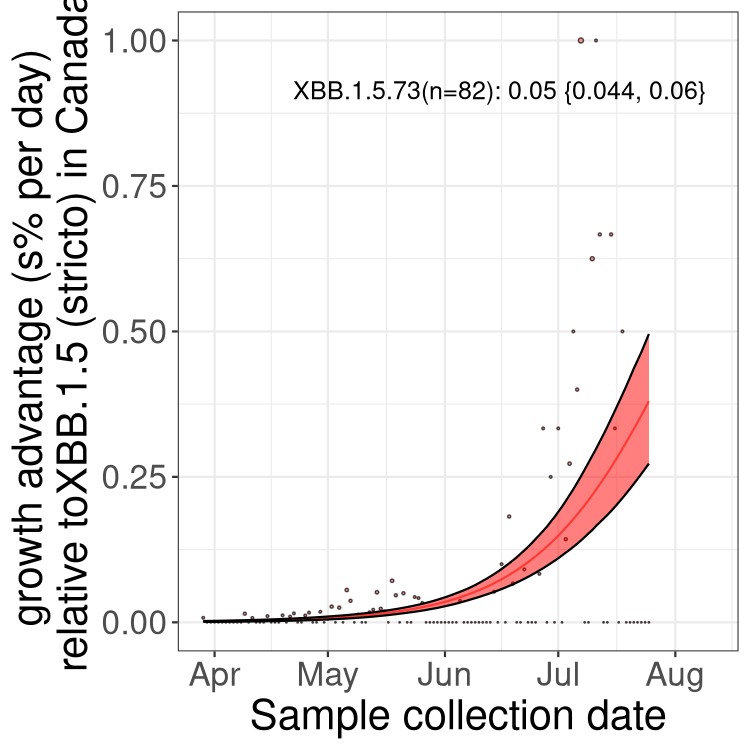 growth advantage (s% per day)
relative toXBB.1.5 (stricto) in Canada
1.00
XBB.1.5.73(n=82): 0.05 {0.044, 0.06}
0.75
0.50
0.25
0.00
Apr May Jun Jul Aug
Sample collection date